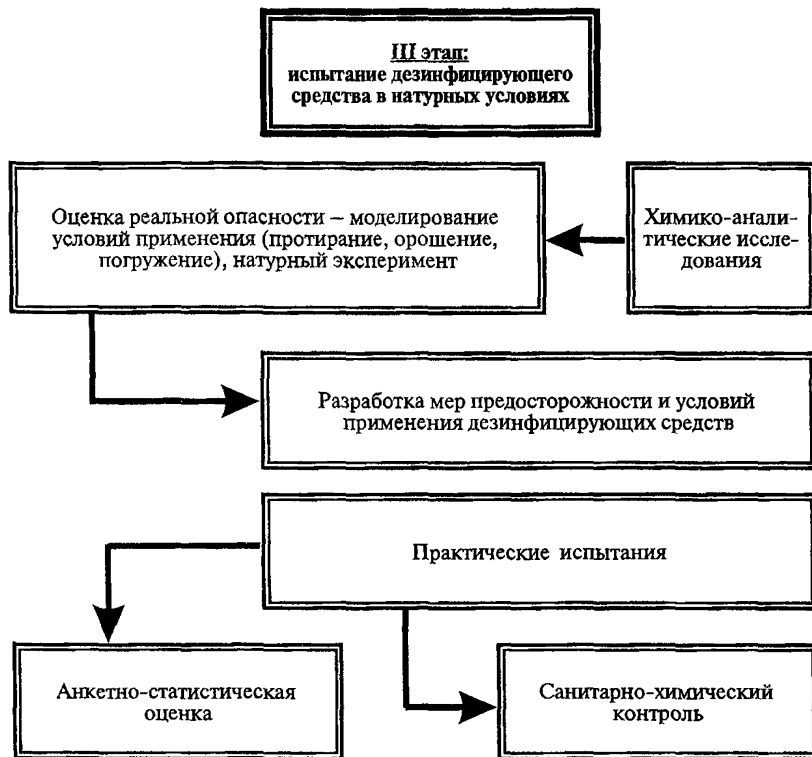 III этап:
испытание дезинфицирующего
средства в натурных условиях
Оценка реальной опасности – моделирование
условий применения (протирание, орошение,
погружение), натурный эксперимент
Химико-анали-
тические иссле-
дования
Разработка мер предосторожности и условий
применения дезинфицирующих средств
Практические испытания
Анкетно-статистическая
оценка
Санитарно-химический
контроль